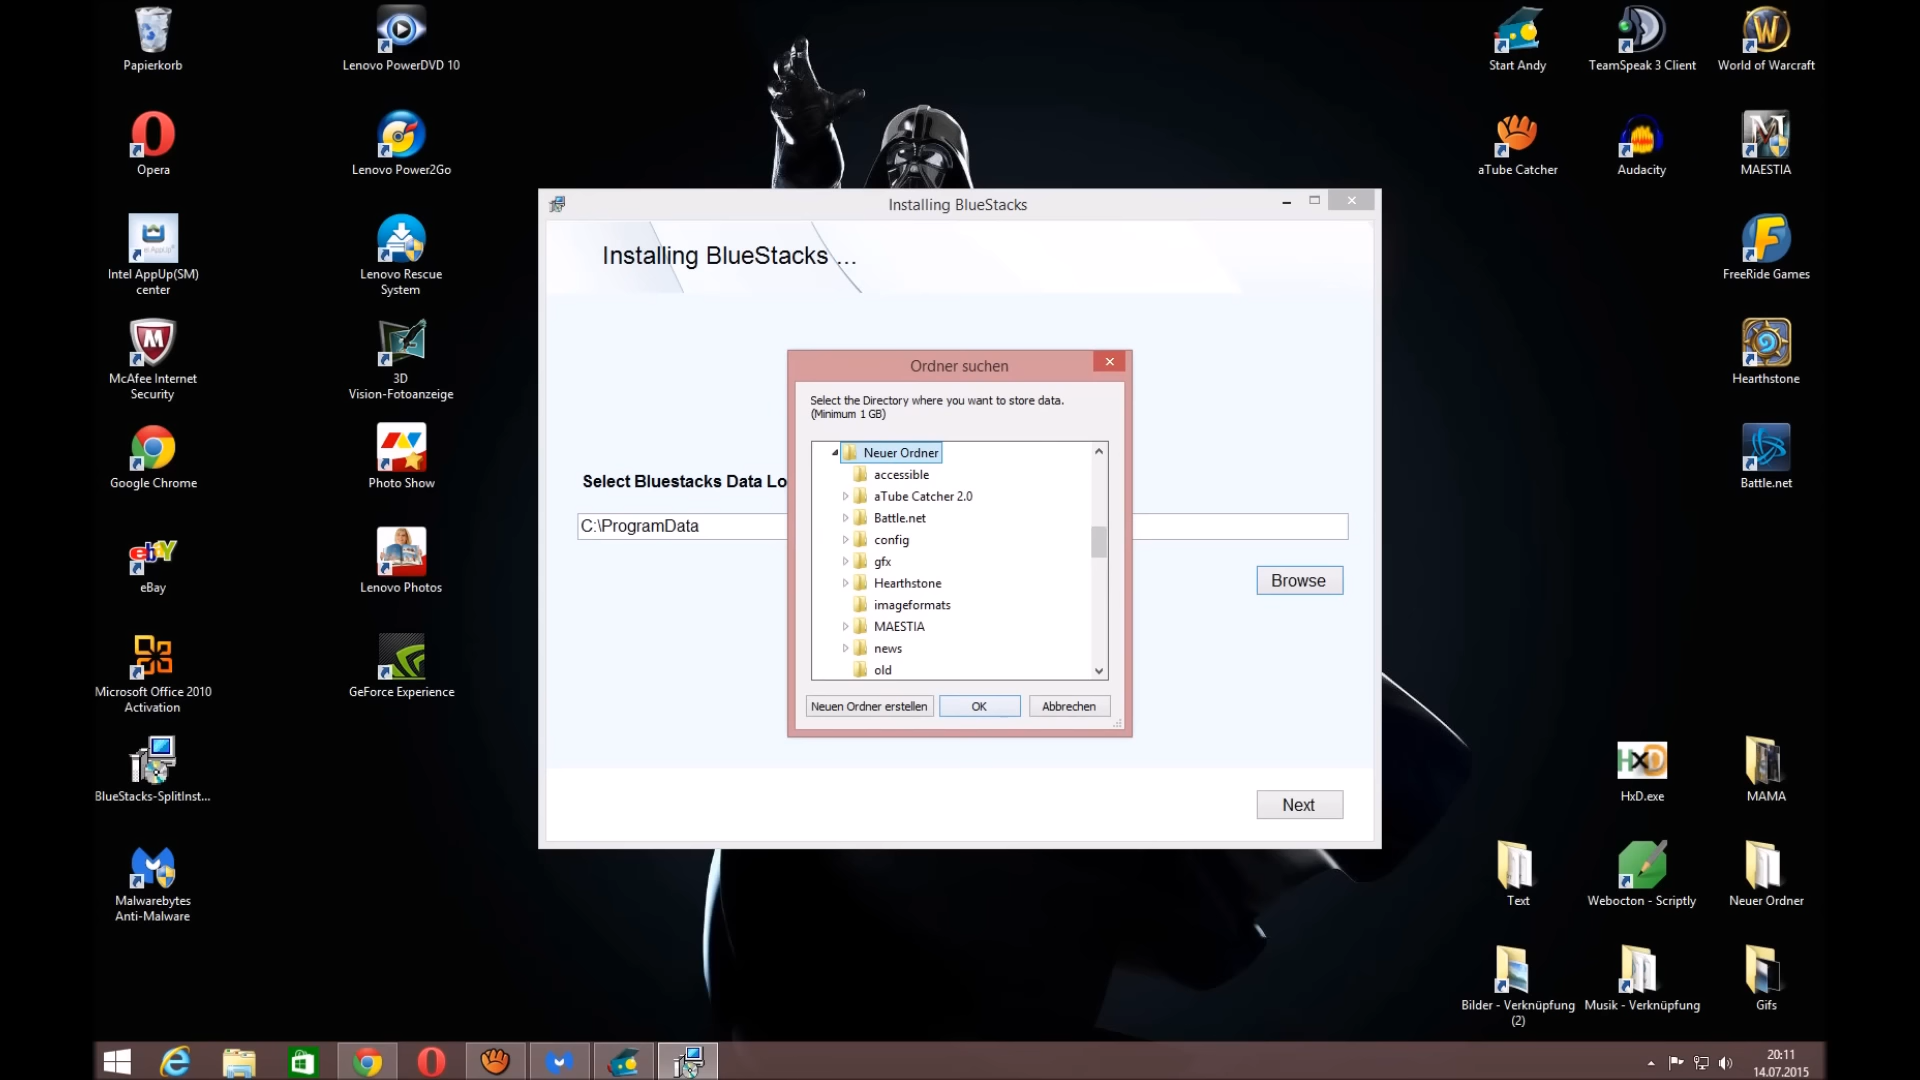 Papierkorb
Lenovo PowerDVD 10
Start Andy
TeamSpeak 3 Client
World of Warcraft
Opera
Lenovo Power2Go
aTube Catcher
Audacity
MAESTIA
Intel AppUp(SM)
center
Lenovo Rescue
System
FreeRide Games
McAfee Internet
Security
3D
Vision-Fotoanzeige
Hearthstone
Google Chrome
Photo Show
Battle.net
eBay
Lenovo Photos
Microsoft Office 2010
Activation
GeForce Experience
BlueStacks-SplitInst...
HxD.exe
MAMA
Malwarebytes
Anti-Malware
Text
Webocton - Scriptly
Neuer Ordner
Bilder - Verknüpfung
(2)
Musik - Verknüpfung
Gifs
Installing BlueStacks
Installing BlueStacks ...
Select Bluestacks Data Lo
C:\ProgramData
Browse
Next
Ordner suchen
Select the Directory where you want to store data.
(Minimum 1 GB)
Neuer Ordner
accessible
aTube Catcher 2.0
Battle.net
config
gfx
Hearthstone
imageformats
MAESTIA
news
old
Neuen Ordner erstellen
OK
Abbrechen
20:11
14.07.2015